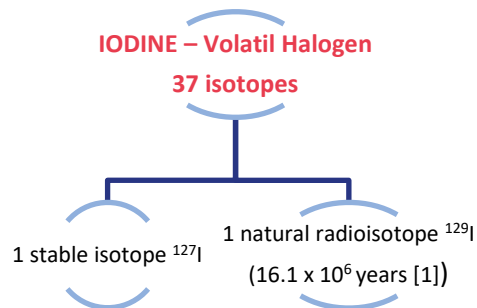 IODINE – Volatil Halogen
37 isotopes
1 stable isotope ¹²⁷I
1 natural radioisotope ¹²⁹I
(16.1 x 10⁶ years [1])